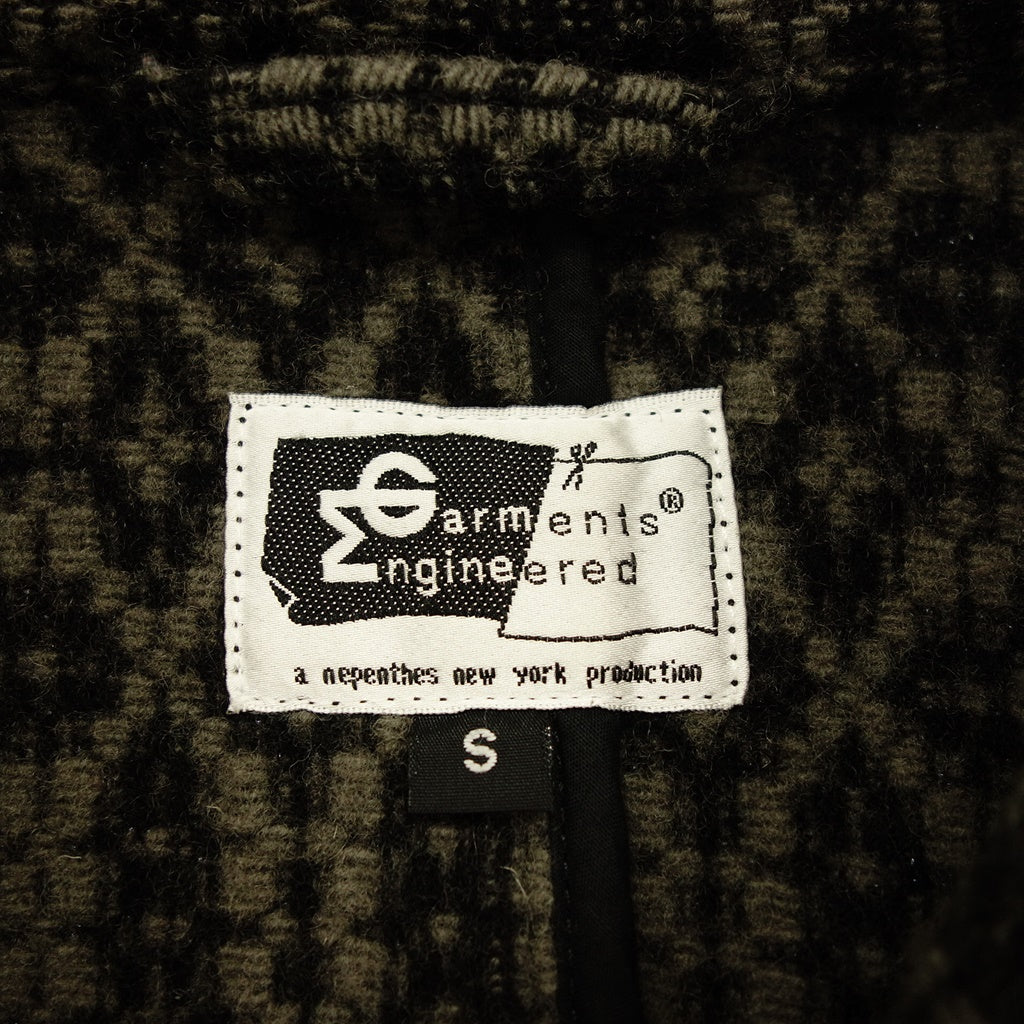 Garments®
Engineered
a nepenthes new york production
S